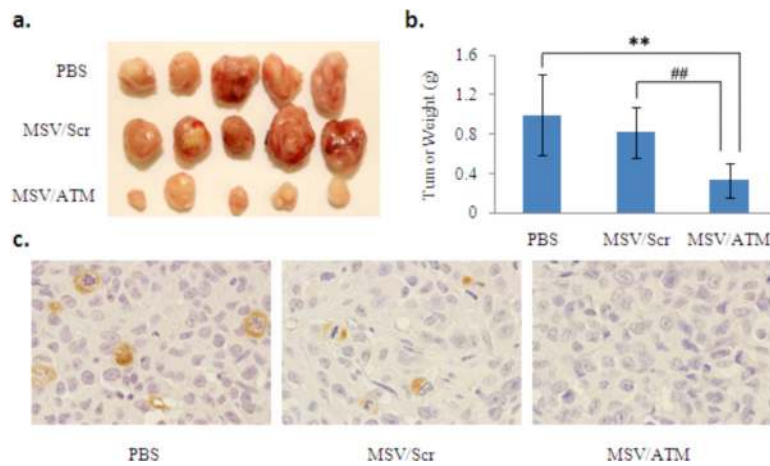 a.
PBS
MSV/Scr
MSV/ATM
b.
Tumor Weight (g)
1.6
1.2
0.8
0.4
0
**
##
PBS MSV/Scr MSV/ATM
c.
PBS MSV/Scr MSV/ATM